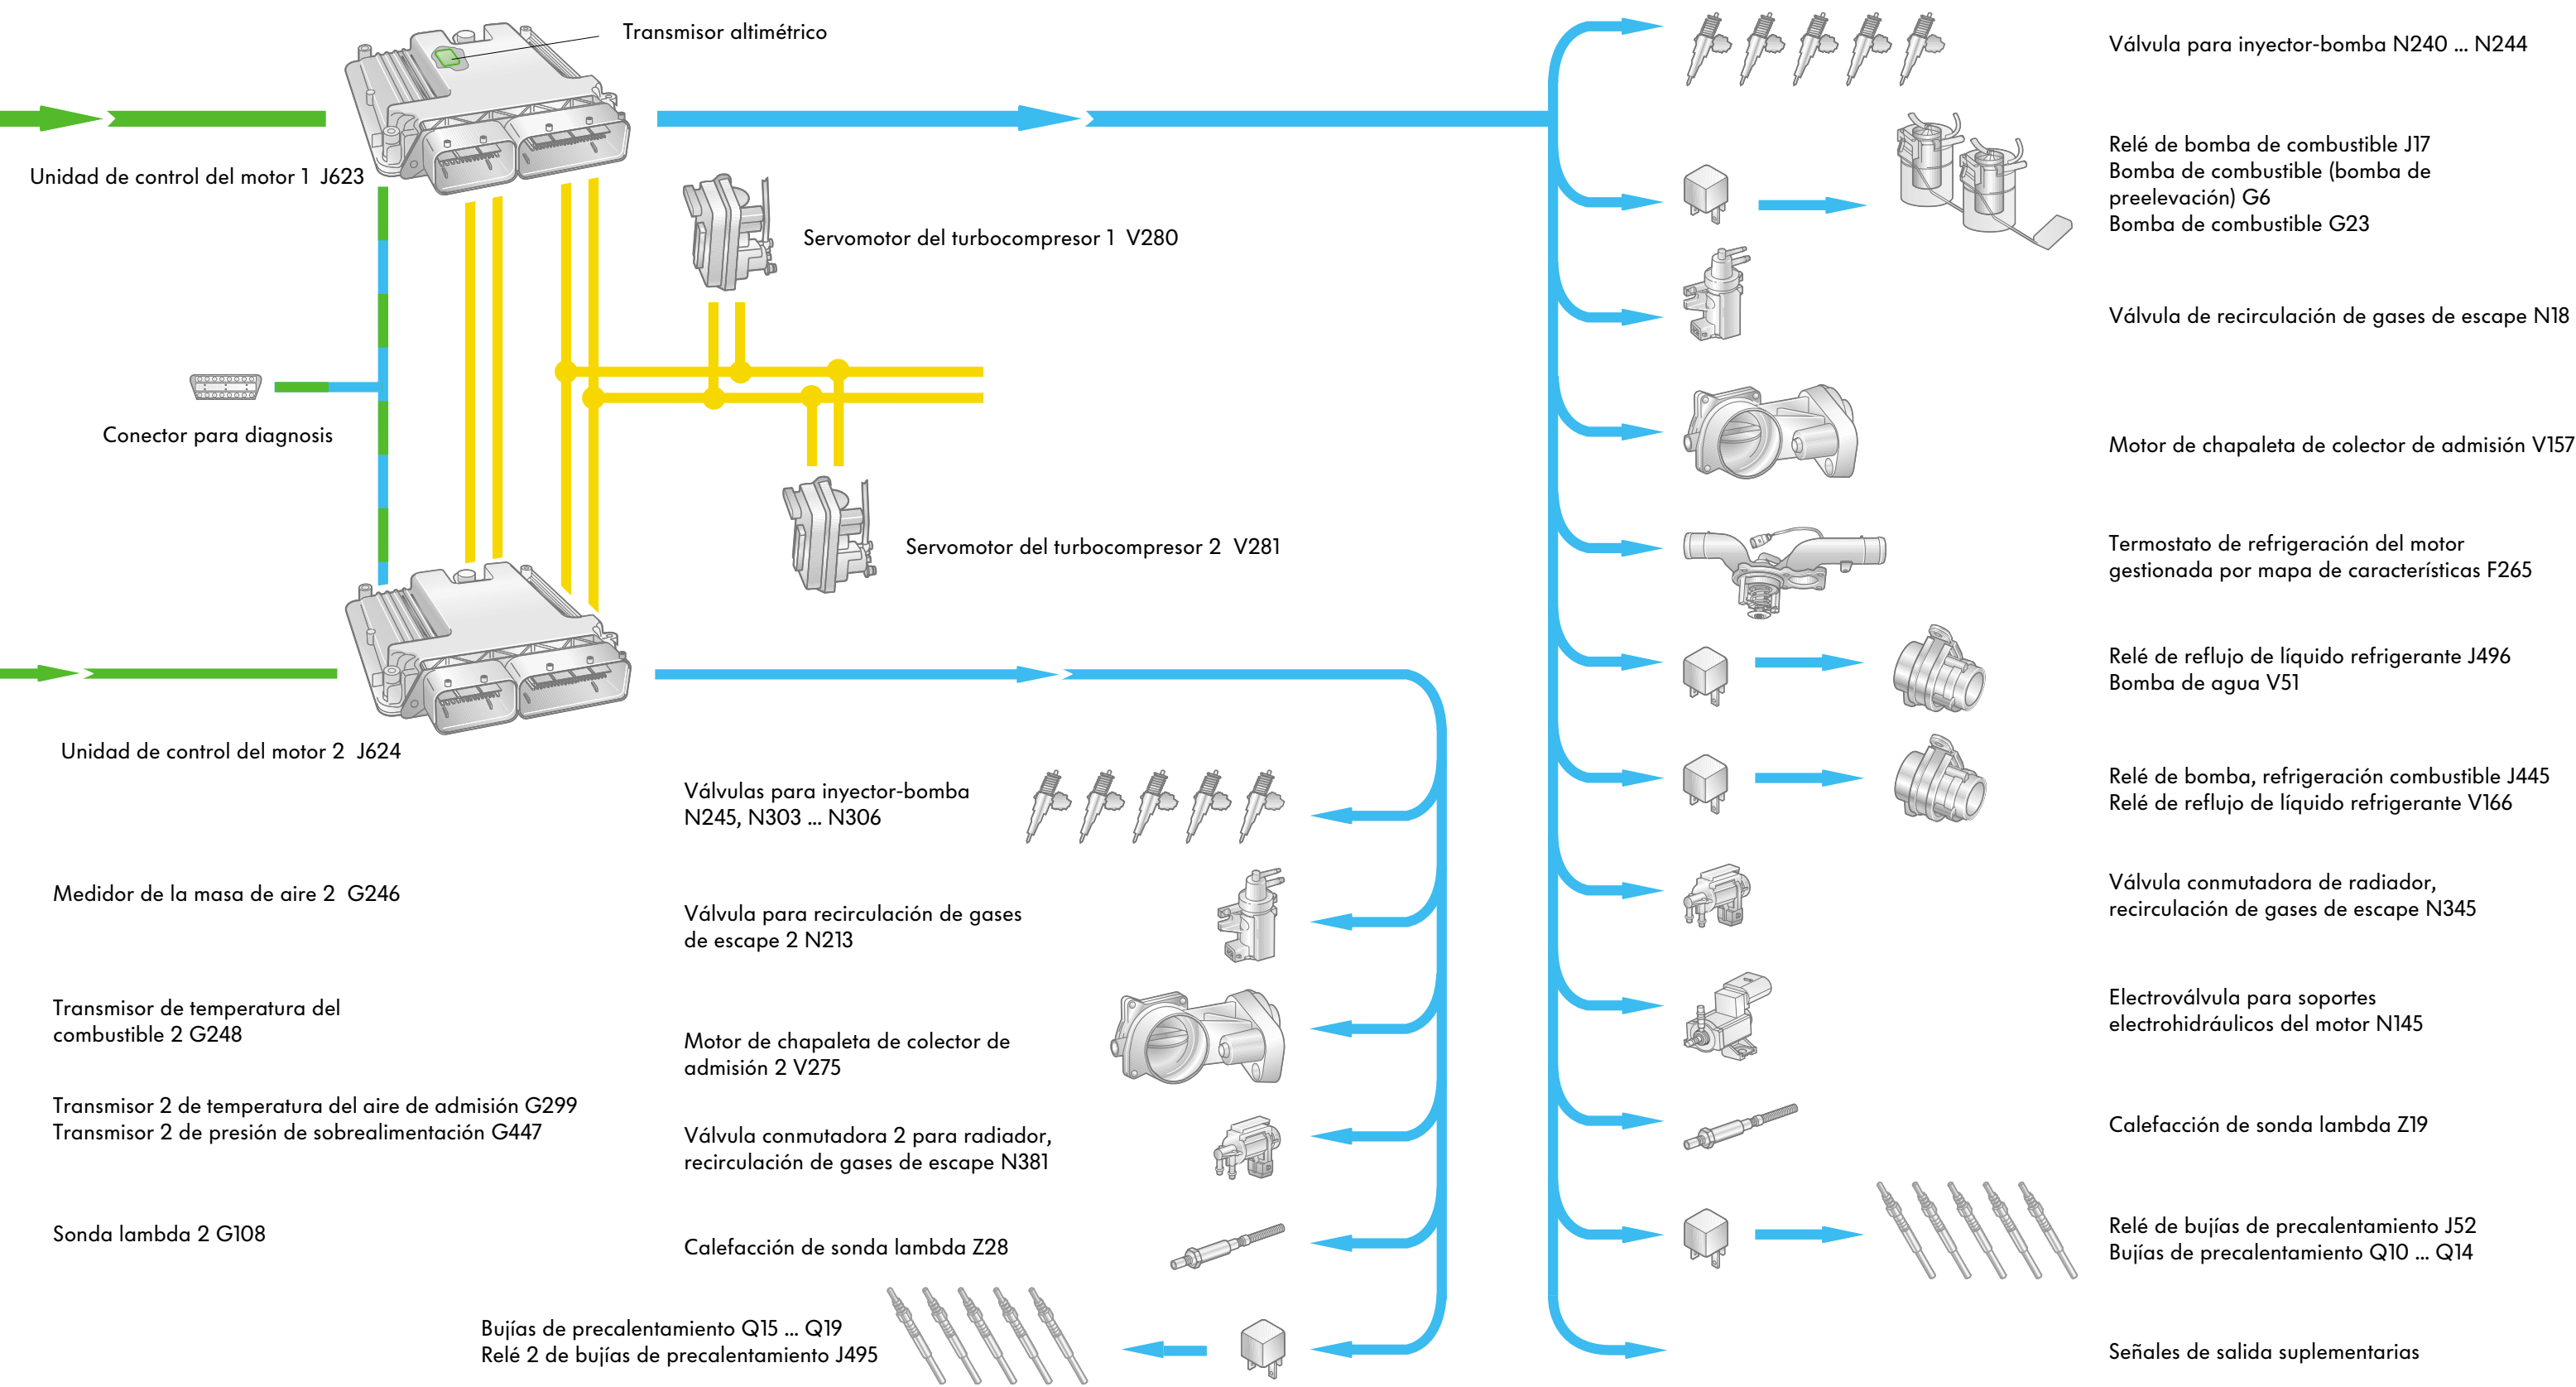 Transmisor altimétrico
Unidad de control del motor 1 J623
Servomotor del turbocompresor 1 V280
Conector para diagnosis
Servomotor del turbocompresor 2 V281
Unidad de control del motor 2 J624
Medidor de la masa de aire 2 G246
Transmisor de temperatura del
combustible 2 G248
Transmisor 2 de temperatura del aire de admisión G299
Transmisor 2 de presión de sobrealimentación G447
Sonda lambda 2 G108
Válvulas para inyector-bomba
N245, N303 ... N306
Válvula para recirculación de gases
de escape 2 N213
Motor de chapaleta de colector de
admisión 2 V275
Válvula conmutadora 2 para radiador,
recirculación de gases de escape N381
Calefacción de sonda lambda Z28
Bujías de precalentamiento Q15 ... Q19
Relé 2 de bujías de precalentamiento J495
Válvula para inyector-bomba N240 ... N244
Relé de bomba de combustible J17
Bomba de combustible (bomba de
preelevación) G6
Bomba de combustible G23
Válvula de recirculación de gases de escape N18
Motor de chapaleta de colector de admisión V157
Termostato de refrigeración del motor
gestionada por mapa de características F265
Relé de reflujo de líquido refrigerante J496
Bomba de agua V51
Relé de bomba, refrigeración combustible J445
Relé de reflujo de líquido refrigerante V166
Válvula conmutadora de radiador,
recirculación de gases de escape N345
Electroválvula para soportes
electrohidráulicos del motor N145
Calefacción de sonda lambda Z19
Relé de bujías de precalentamiento J52
Bujías de precalentamiento Q10 ... Q14
Señales de salida suplementarias